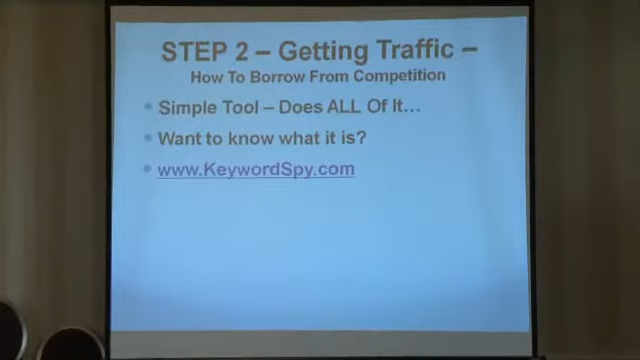 STEP 2 – Getting Traffic –
How To Borrow From Competition
Simple Tool – Does ALL Of It...
Want to know what it is?
www.KeywordSpy.com